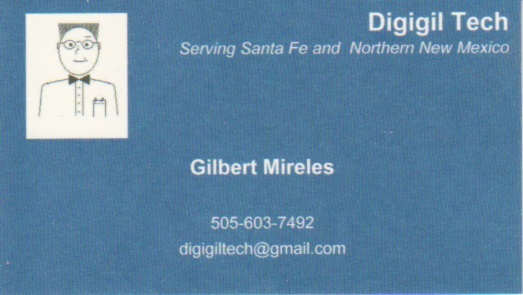 Digigil Tech
Serving Santa Fe and Northern New Mexico
Gilbert Mireles
505-603-7492
digigiltech@gmail.com